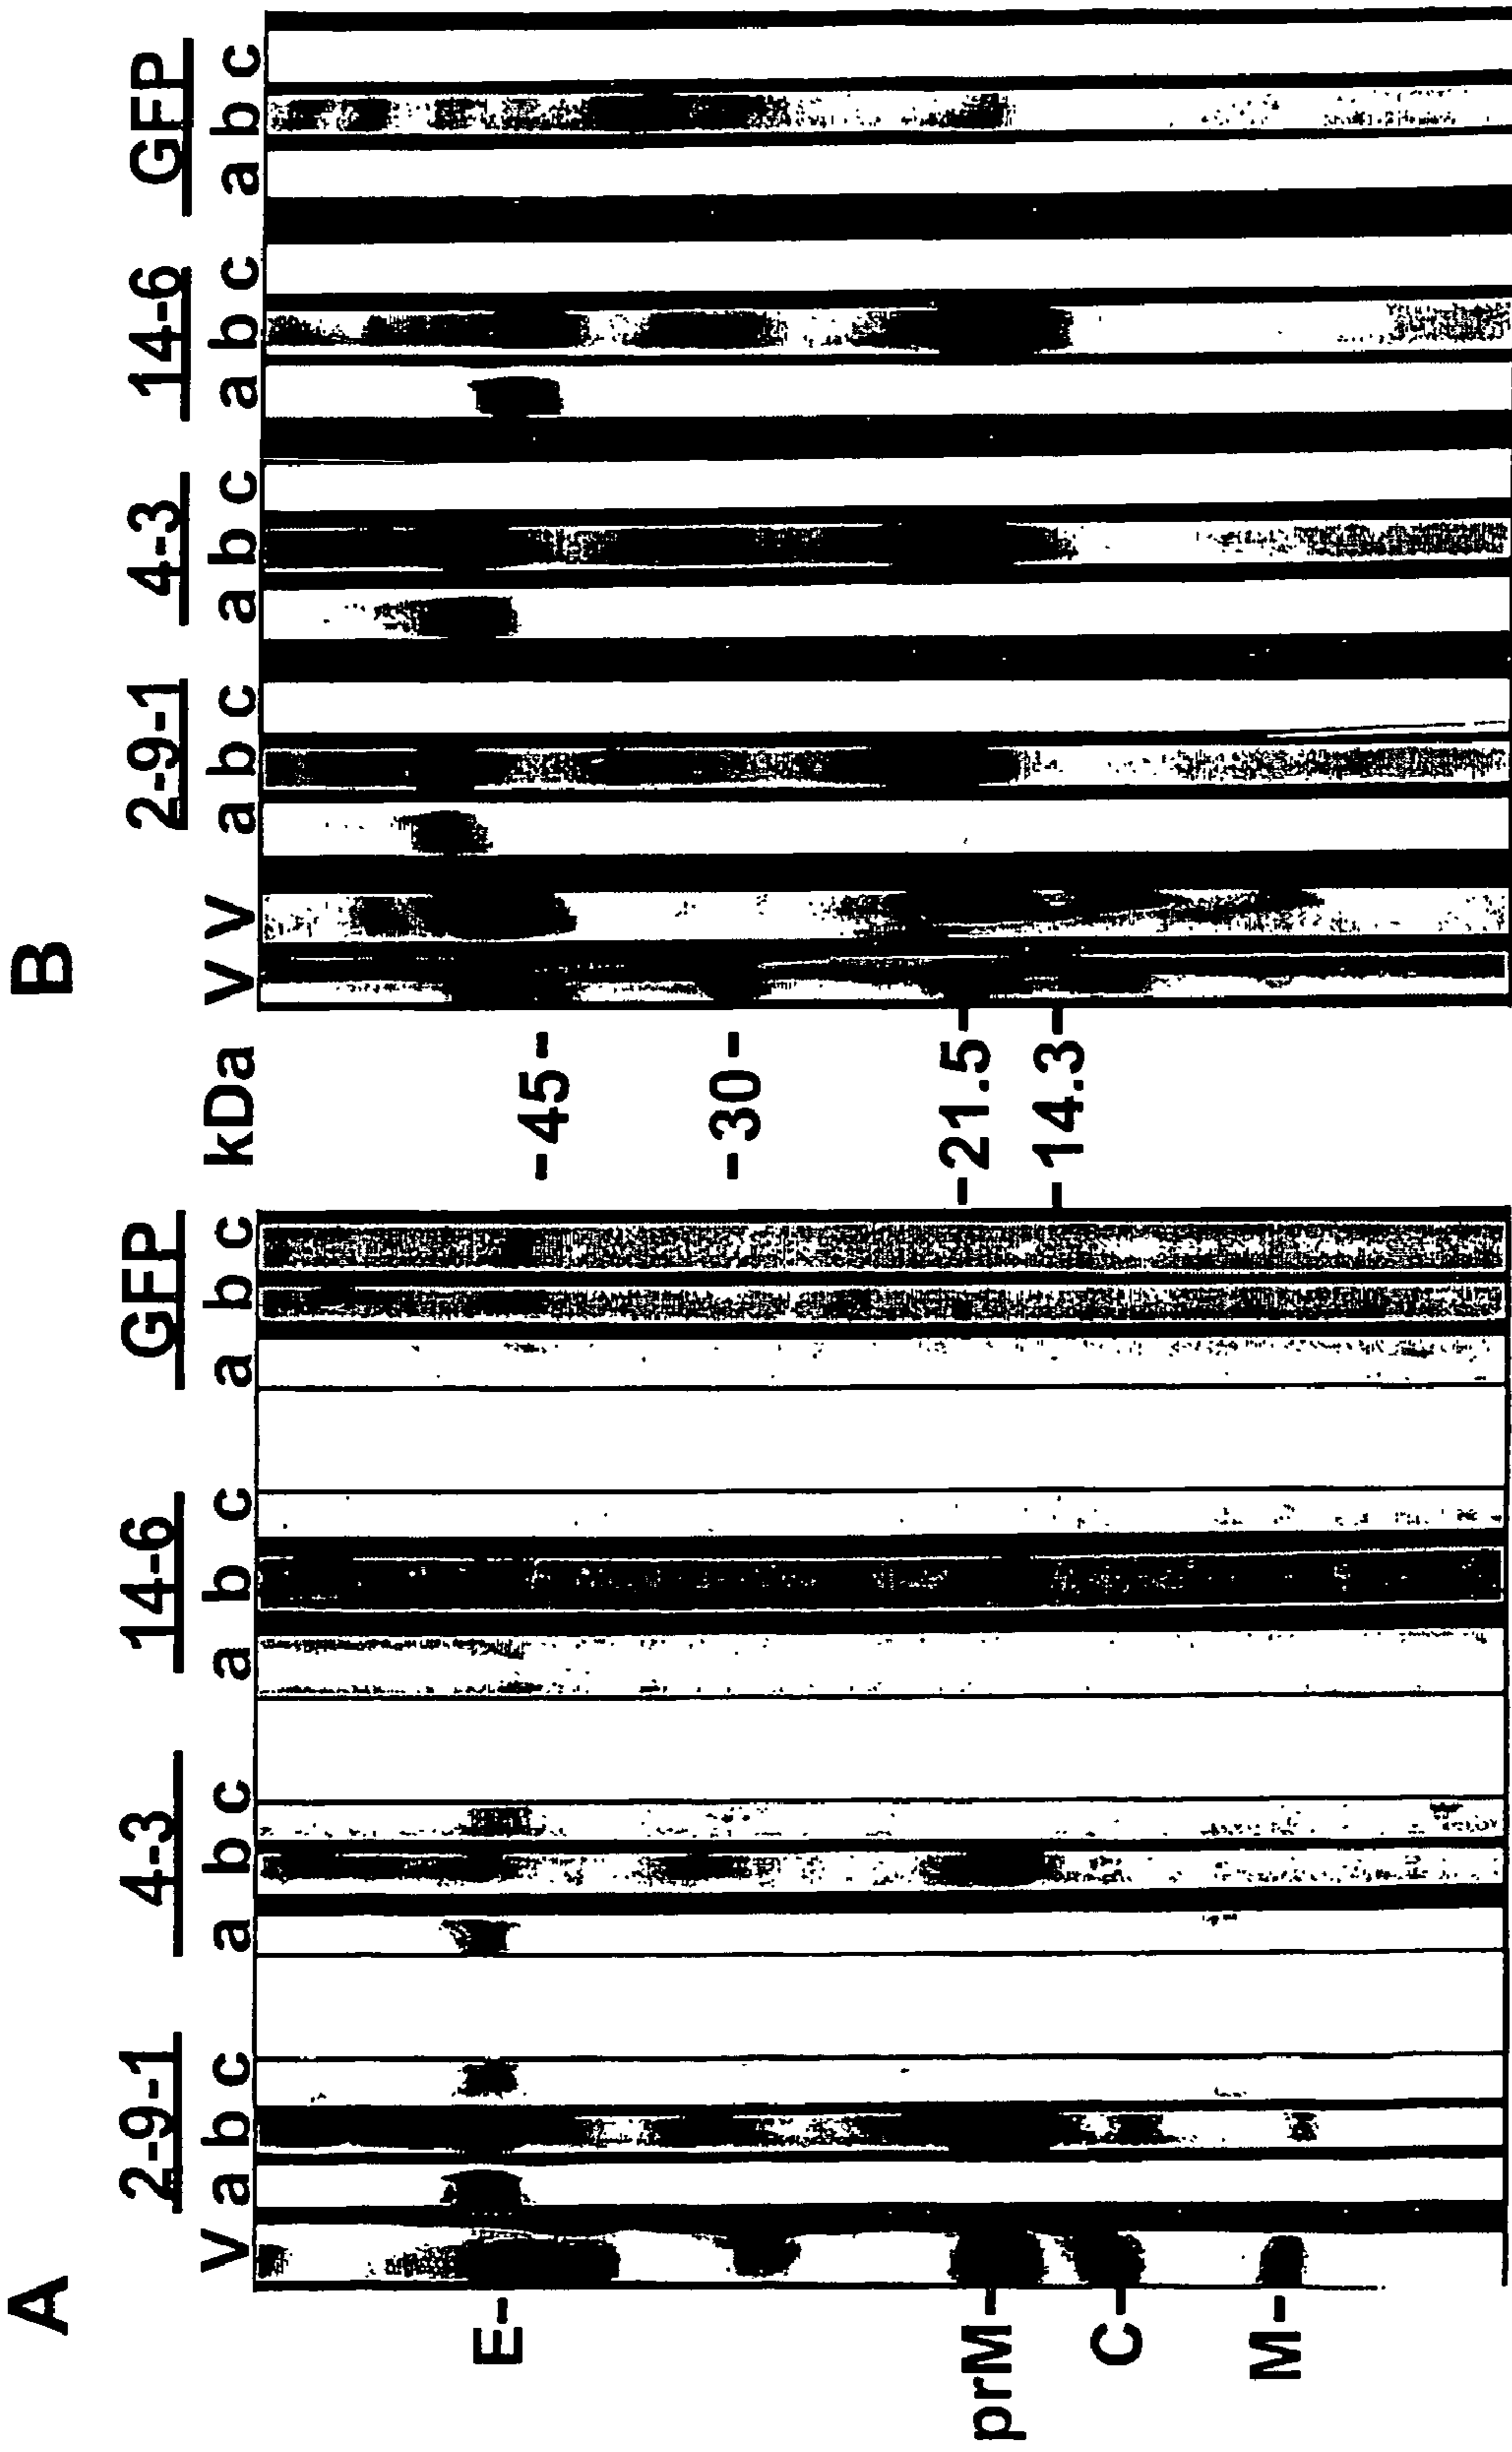 A
2-9-1 4-3 14-6 GFP
V a b c a b c a b c a b c
E-
prM-
C-
M-
B
kDa
2-9-1 4-3 14-6 GFP
V V a b c a b c a b c a b c
-45-
-30-
-21.5-
-14.3-